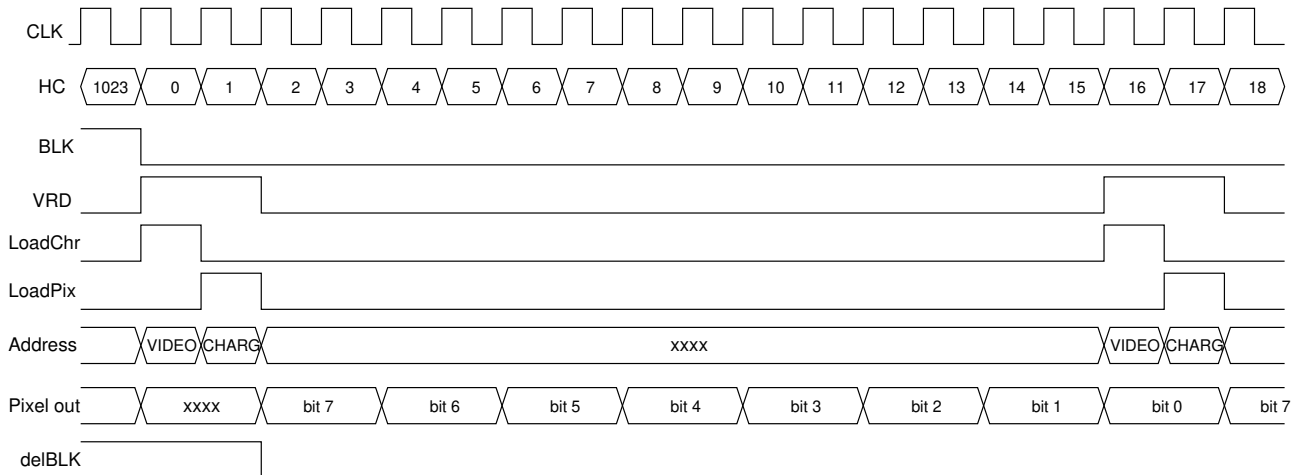 CLK
HC 1023 0 1 2 3 4 5 6 7 8 9 10 11 12 13 14 15 16 17 18
BLK
VRD
LoadChr
LoadPix
Address VIDEO CHARG xxxx VIDEO CHARG
Pixel out xxxx bit 7 bit 6 bit 5 bit 4 bit 3 bit 2 bit 1 bit 0 bit 7
delBLK